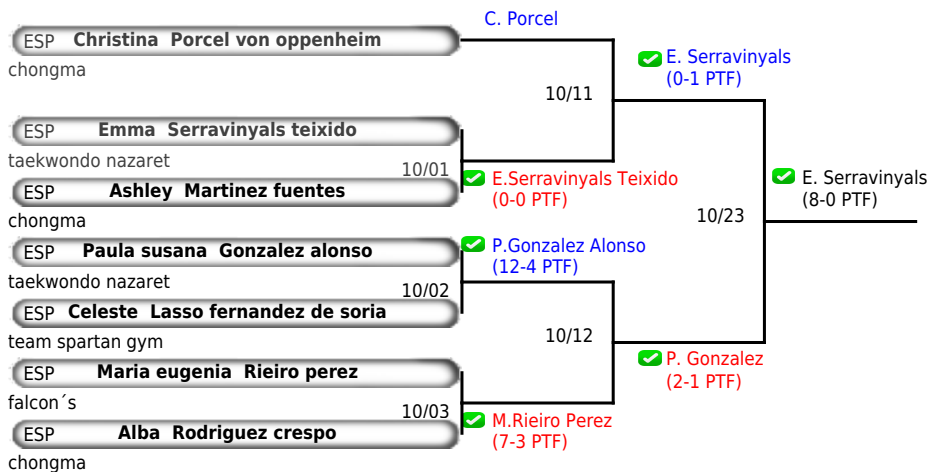 C. Porcel
ESP Christina Porcel von oppenheim
chongma
E. Serravinyals
(0-1 PTF)
10/11
ESP Emma Serravinyals teixido
taekwondo nazaret
10/01
E.Serravinyals Teixido
(0-0 PTF)
E. Serravinyals
(8-0 PTF)
ESP Ashley Martinez fuentes
chongma
10/23
ESP Paula susana Gonzalez alonso
P.Gonzalez Alonso
(12-4 PTF)
taekwondo nazaret
10/02
ESP Celeste Lasso fernandez de soria
team spartan gym
10/12
P. Gonzalez
(2-1 PTF)
ESP Maria eugenia Rieiro perez
falcon´s
10/03
M.Rieiro Perez
(7-3 PTF)
ESP Alba Rodriguez crespo
chongma